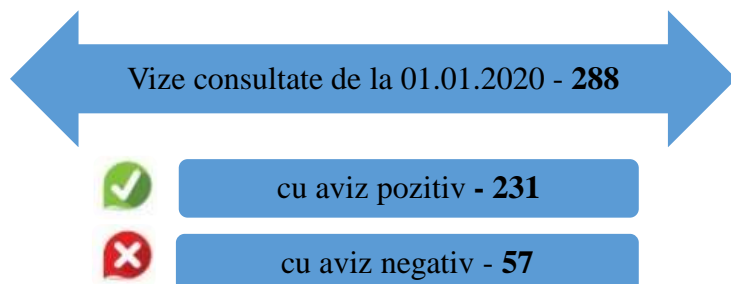 Vize consultate de la 01.01.2020 - 288
cu aviz pozitiv - 231
cu aviz negativ - 57